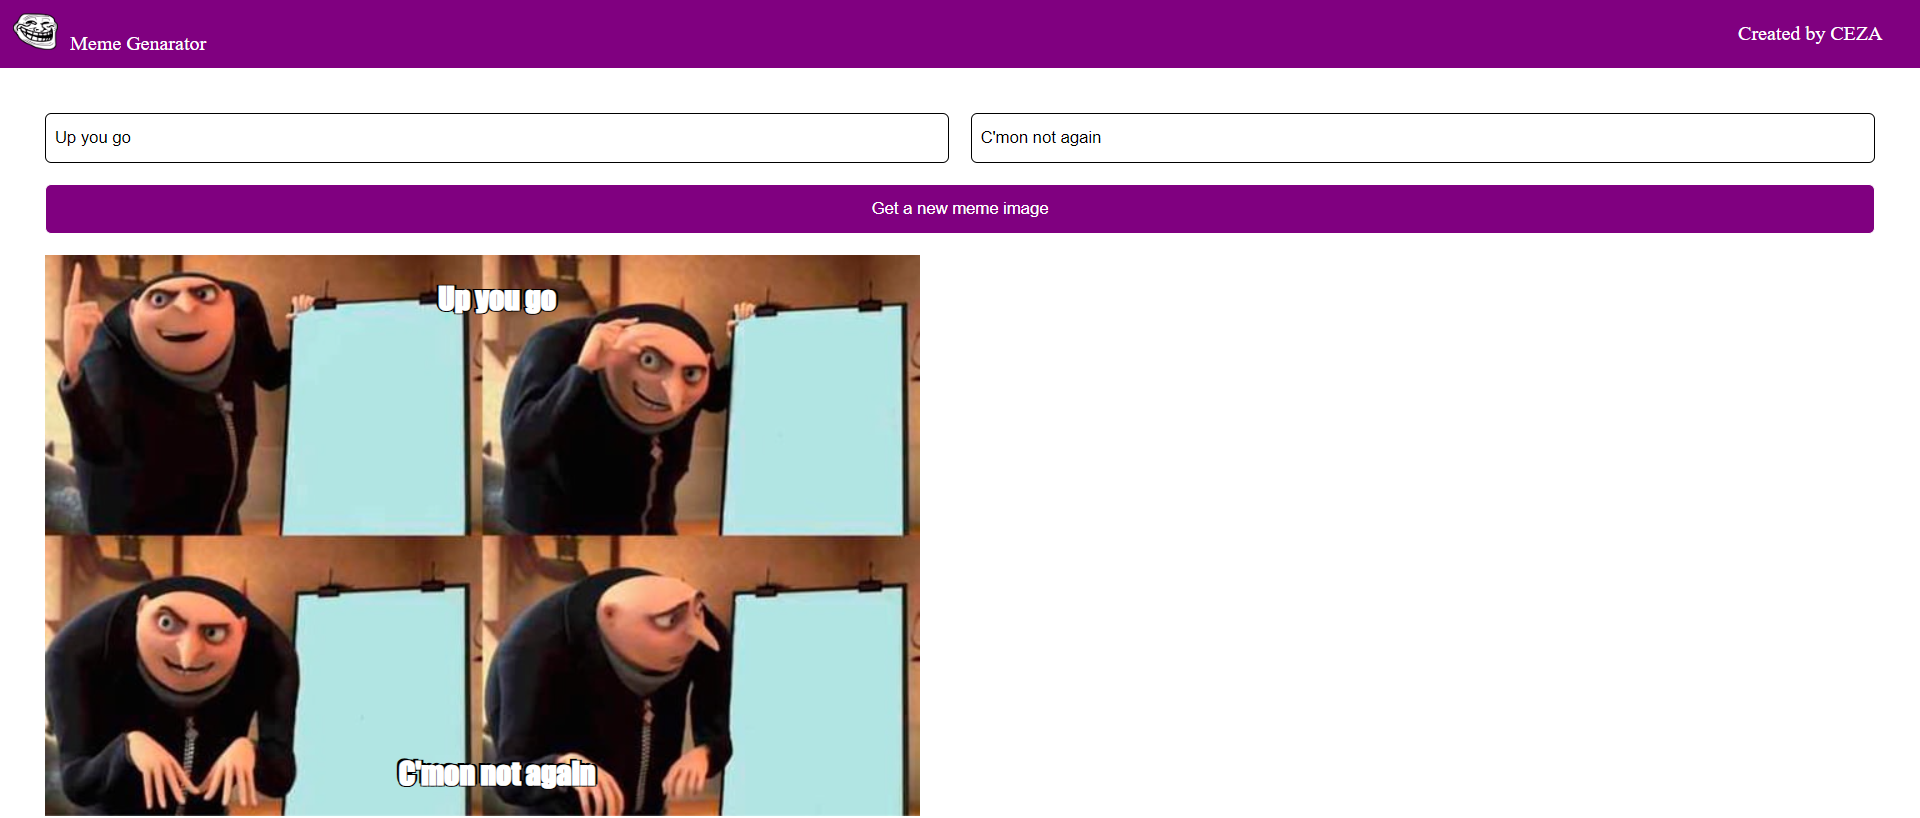 Meme Genarator
Created by CEZA
Up you go
C'mon not again
Get a new meme image
Up you go
C'mon not again